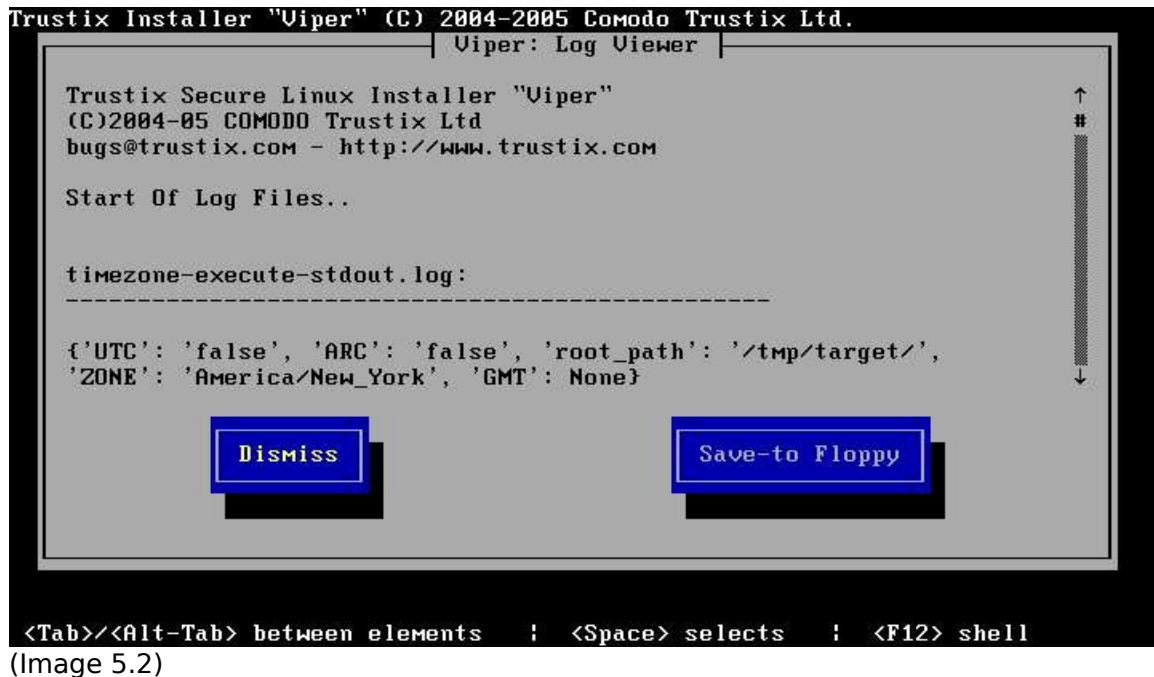 Trustix Installer "Viper" (C) 2004-2005 Comodo Trustix Ltd.
Viper: Log Viewer
Trustix Secure Linux Installer "Viper"
(C)2004-05 COMODO Trustix Ltd
bugs@trustix.com - http://www.trustix.com
Start Of Log Files..
timezone-execute-stdout.log:
-------------------------------------------------
{'UTC': 'false', 'ARC': 'false', 'root_path': '/tmp/target/',
'ZONE': 'America/New_York', 'GMT': None}
Dismiss Save-to Floppy
<Tab>/<Alt-Tab> between elements ¦ <Space> selects ¦ <F12> shell
(Image 5.2)